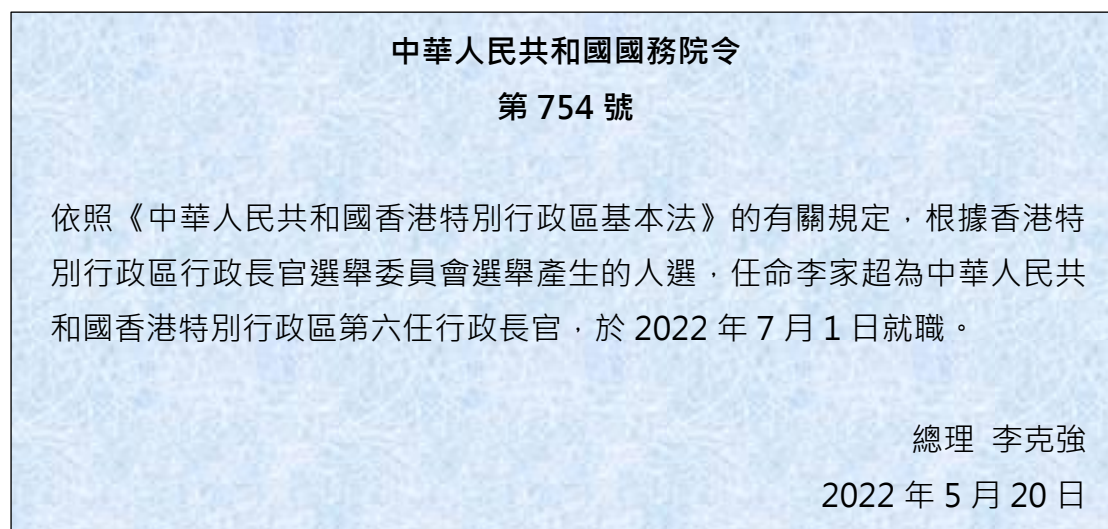 中華人民共和國國務院令
第 754 號
依照《中華人民共和國香港特別行政區基本法》的有關規定，根據香港特
別行政區行政長官選舉委員會選舉產生的人選，任命李家超為中華人民共
和國香港特別行政區第六任行政長官，於 2022 年 7 月 1 日就職。
總理 李克強
2022 年 5 月 20 日